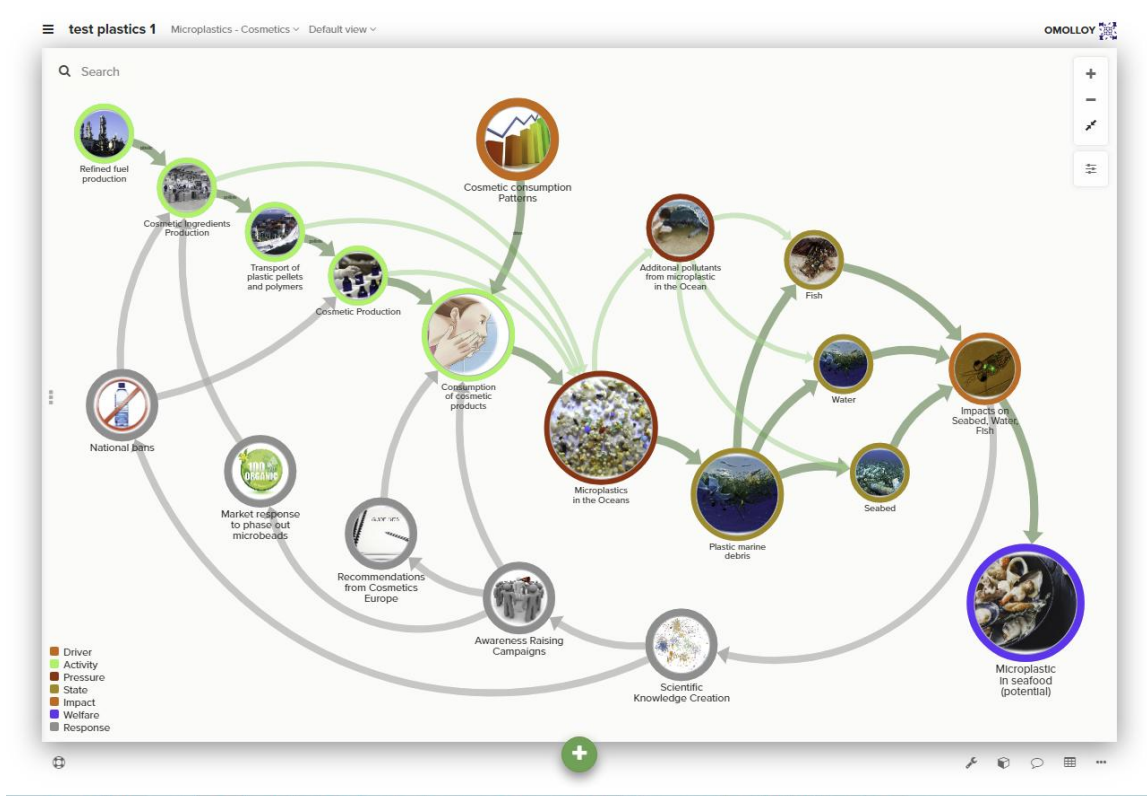 test plastics 1 Microplastics - Cosmetics Default view OMOLLOY
Search
Refined fuel
production
Cosmetic Ingredients
Production
Transport of
plastic pellets
and polymers
Cosmetic Production
Cosmetic consumption
Patterns
Consumption
of cosmetic
products
Microplastics
in the Oceans
Additonal pollutants
from microplastic
in the Ocean
Fish
Water
Seabed
Plastic marine
debris
Impacts on
Seabed, Water,
Fish
Microplastic
in seafood
(potential)
National bans
100%
ORGANIC
Market response
to phase out
microbeads
Recommendations
from Cosmetics
Europe
Awareness Raising
Campaigns
Scientific
Knowledge Creation
Driver
Activity
Pressure
State
Impact
Welfare
Response